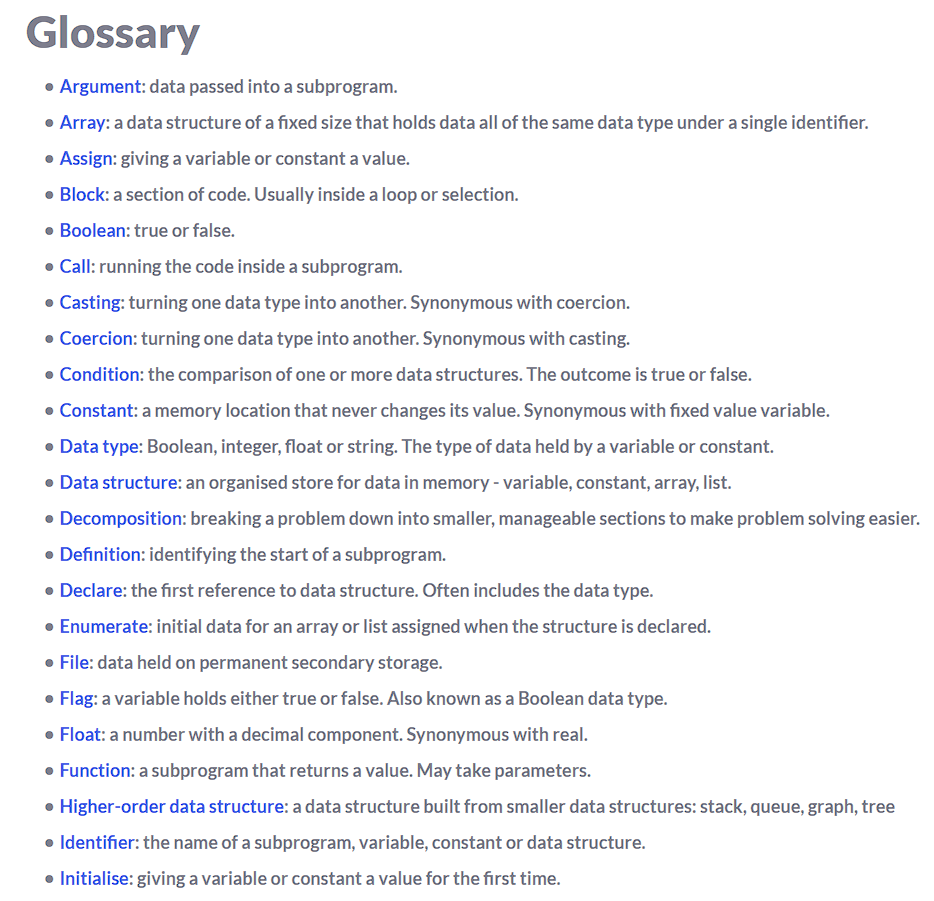 Glossary
Argument: data passed into a subprogram.
Array: a data structure of a fixed size that holds data all of the same data type under a single identifier.
Assign: giving a variable or constant a value.
Block: a section of code. Usually inside a loop or selection.
Boolean: true or false.
Call: running the code inside a subprogram.
Casting: turning one data type into another. Synonymous with coercion.
Coercion: turning one data type into another. Synonymous with casting.
Condition: the comparison of one or more data structures. The outcome is true or false.
Constant: a memory location that never changes its value. Synonymous with fixed value variable.
Data type: Boolean, integer, float or string. The type of data held by a variable or constant.
Data structure: an organised store for data in memory - variable, constant, array, list.
Decomposition: breaking a problem down into smaller, manageable sections to make problem solving easier.
Definition: identifying the start of a subprogram.
Declare: the first reference to data structure. Often includes the data type.
Enumerate: initial data for an array or list assigned when the structure is declared.
File: data held on permanent secondary storage.
Flag: a variable holds either true or false. Also known as a Boolean data type.
Float: a number with a decimal component. Synonymous with real.
Function: a subprogram that returns a value. May take parameters.
Higher-order data structure: a data structure built from smaller data structures: stack, queue, graph, tree
Identifier: the name of a subprogram, variable, constant or data structure.
Initialise: giving a variable or constant a value for the first time.